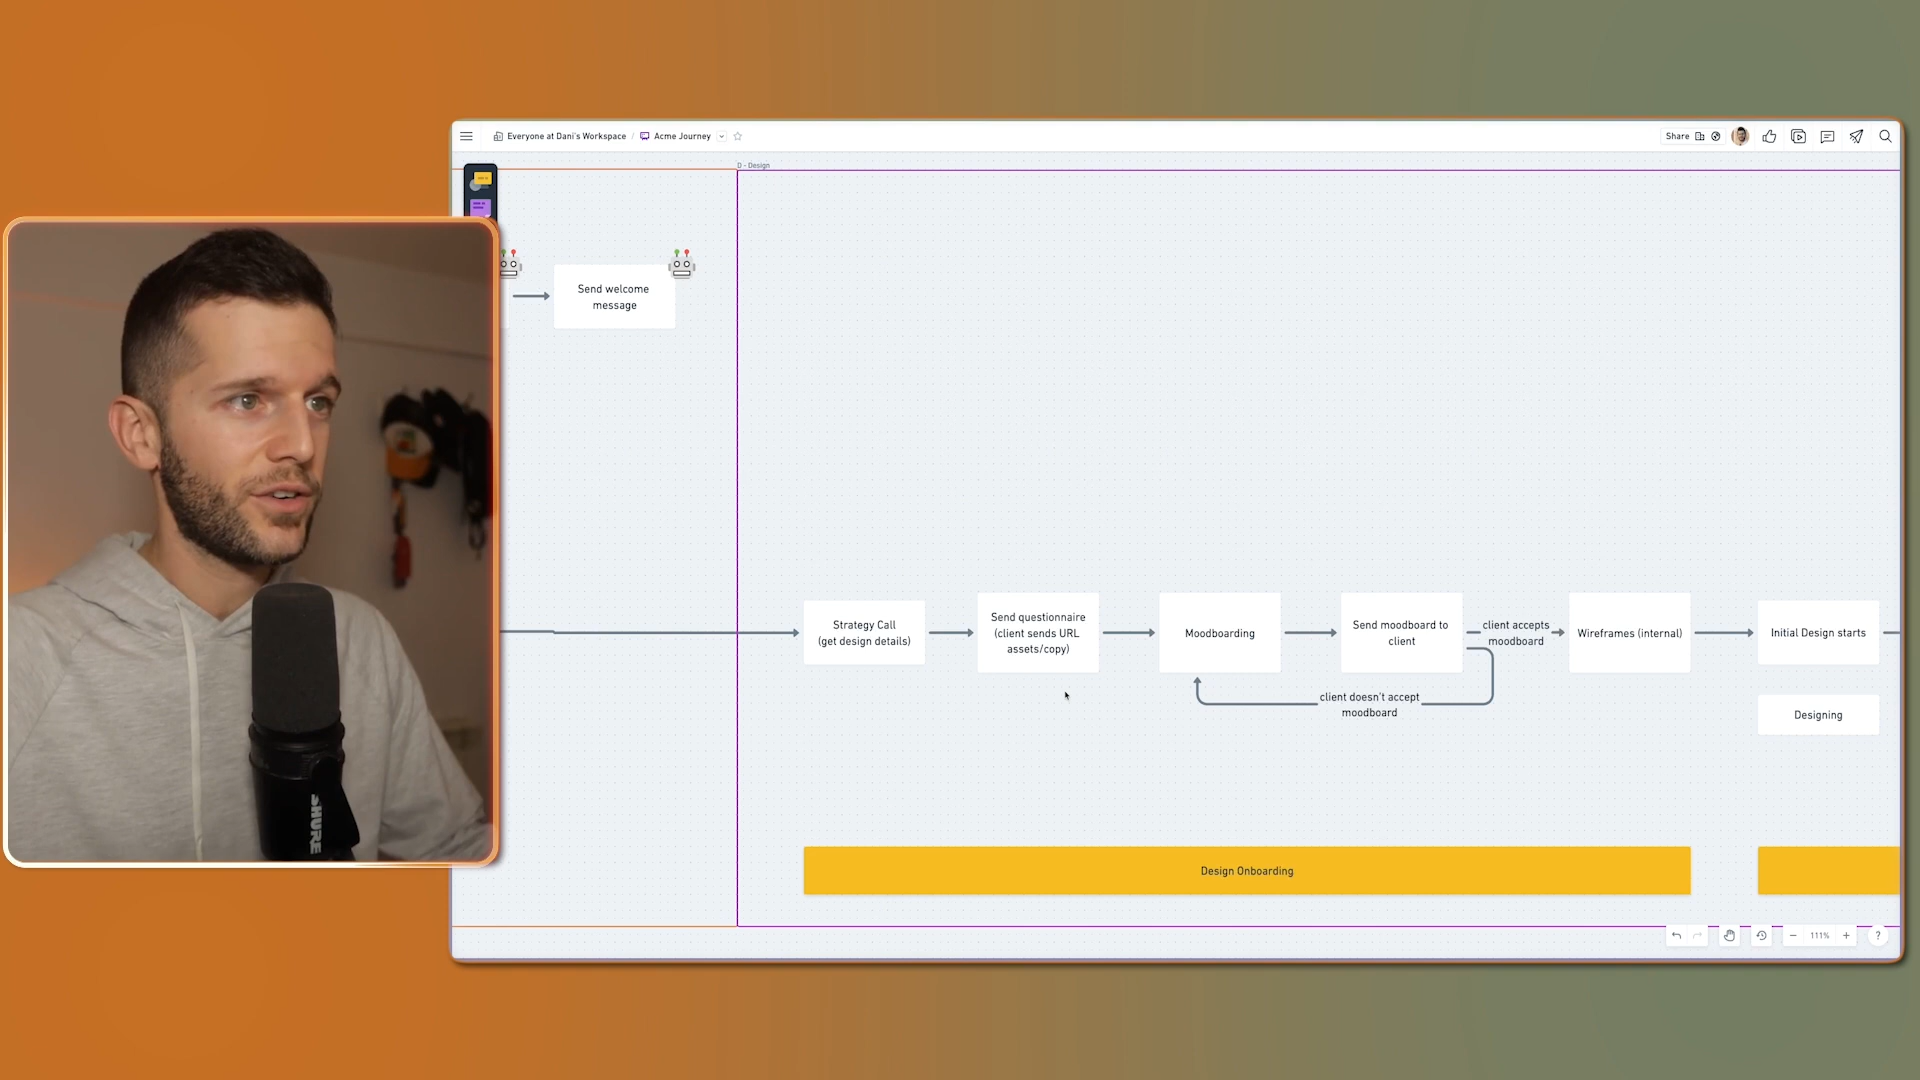 Everyone at Dani's Workspace / Acme Journey
Share
D - Design
Send welcome
message
Strategy Call
(get design details)
Send questionnaire
(client sends URL
assets/copy)
Moodboarding
Send moodboard to
client
client accepts
moodboard
Wireframes (internal)
Initial Design starts
client doesn't accept
moodboard
Designing
Design Onboarding
111%
?
SHURE